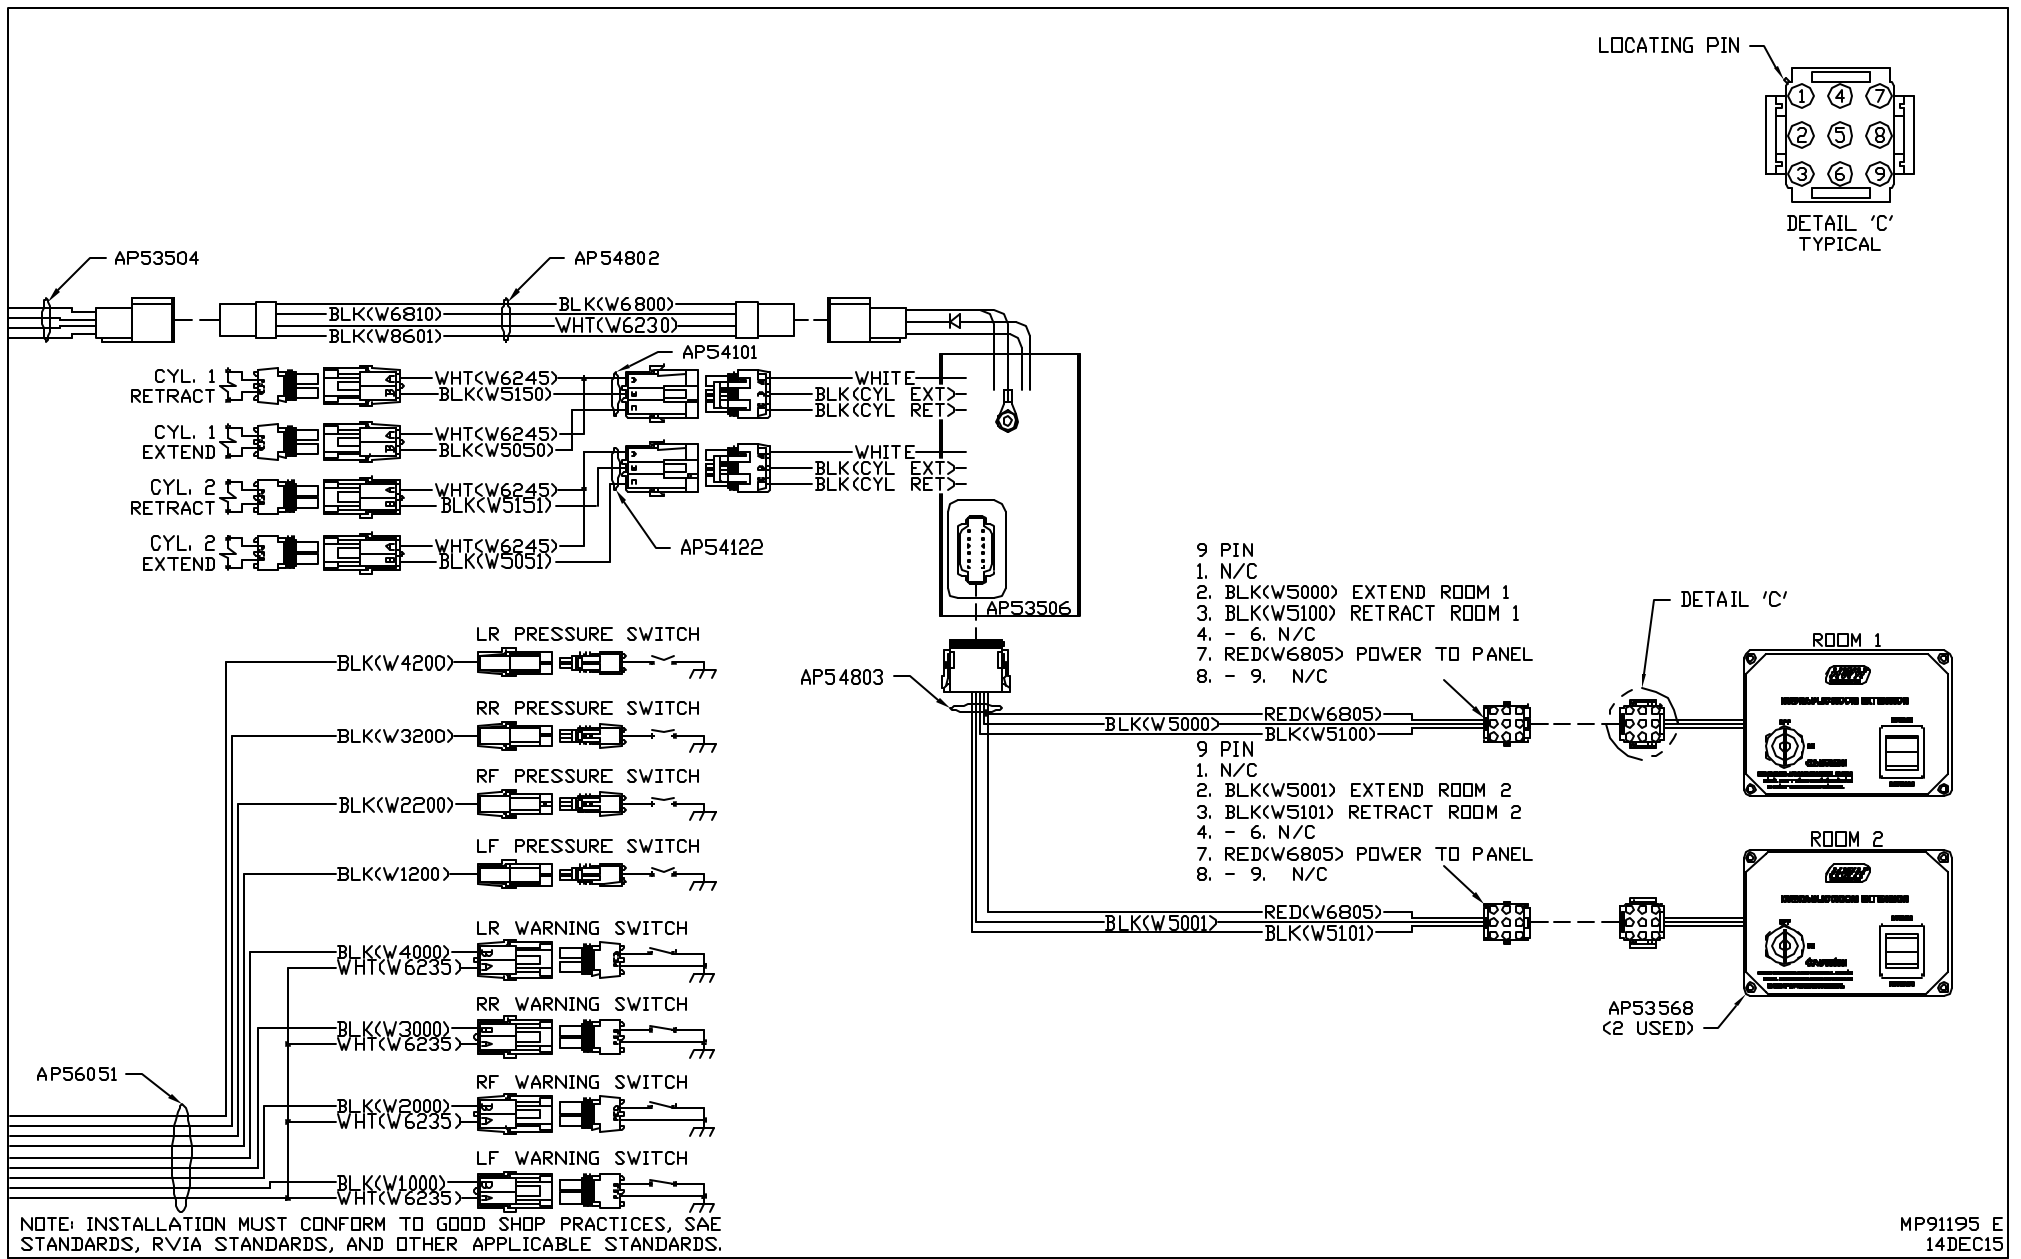 LOCATING PIN
1 4 7
2 5 8
3 6 9
DETAIL 'C'
TYPICAL
AP53504
AP54802
BLK(W6800)
BLK(W6810)
WHT(W6230)
BLK(W8601)
AP54101
CYL. 1
RETRACT
WHT(W6245)
BLK(W5150)
WHITE
BLK(CYL EXT)
BLK(CYL RET)
CYL. 1
EXTEND
WHT(W6245)
BLK(W5050)
WHITE
BLK(CYL EXT)
BLK(CYL RET)
CYL. 2
RETRACT
WHT(W6245)
BLK(W5151)
CYL. 2
EXTEND
WHT(W6245)
BLK(W5051)
AP54122
AP53506
9 PIN
1. N/C
2. BLK(W5000) EXTEND ROOM 1
3. BLK(W5100) RETRACT ROOM 1
4. - 6. N/C
7. RED(W6805) POWER TO PANEL
8. - 9. N/C
DETAIL 'C'
ROOM 1
AP54803
RED(W6805)
BLK(W5000)
BLK(W5100)
OFF
CAUTION
9 PIN
1. N/C
2. BLK(W5001) EXTEND ROOM 2
3. BLK(W5101) RETRACT ROOM 2
4. - 6. N/C
7. RED(W6805) POWER TO PANEL
8. - 9. N/C
ROOM 2
RED(W6805)
BLK(W5001)
BLK(W5101)
OFF
CAUTION
AP53568
(2 USED)
LR PRESSURE SWITCH
BLK(W4200)
RR PRESSURE SWITCH
BLK(W3200)
RF PRESSURE SWITCH
BLK(W2200)
LF PRESSURE SWITCH
BLK(W1200)
LR WARNING SWITCH
BLK(W4000)
WHT(W6235)
RR WARNING SWITCH
BLK(W3000)
WHT(W6235)
AP56051
RF WARNING SWITCH
BLK(W2000)
WHT(W6235)
LF WARNING SWITCH
BLK(W1000)
WHT(W6235)
NOTE: INSTALLATION MUST CONFORM TO GOOD SHOP PRACTICES, SAE
STANDARDS, RVIA STANDARDS, AND OTHER APPLICABLE STANDARDS.
MP91195 E
14DEC15